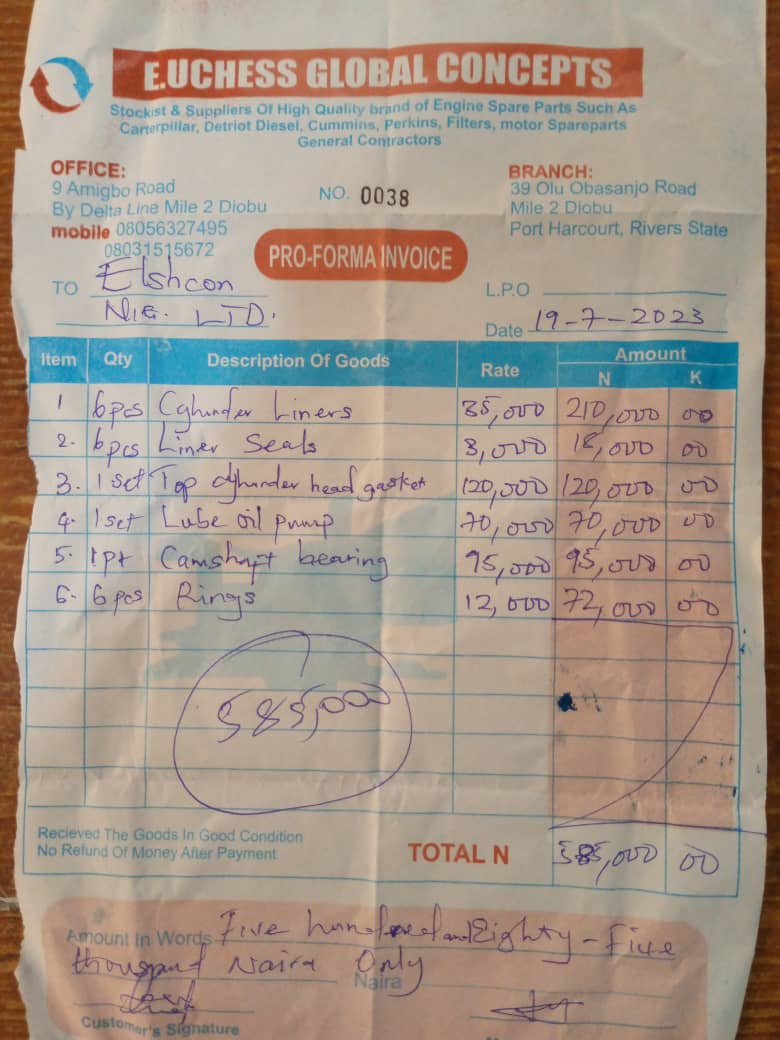 E.UCHESS GLOBAL CONCEPTS
Stockist & Suppliers Of High Quality brand of Engine Spare Parts Such As
Carterpillar, Detriot Diesel, Cummins, Perkins, Filters, motor Spareparts
General Contractors
OFFICE:
9 Amigbo Road
By Delta Line Mile 2 Diobu
mobile 08056327495
08031515672
NO. 0038
BRANCH:
39 Olu Obasanjo Road
Mile 2 Diobu
Port Harcourt, Rivers State
PRO-FORMA INVOICE
TO Elshcon
NIG. LTD.
L.P.O
Date 19-7-2023
Item Qty Description Of Goods Rate Amount
N K
1 6pcs Cylinder Liners 35,000 210,000 00
2. 6pcs Liner Seals 3,000 18,000 00
3. 1set Top cylinder head gasket 120,000 120,000 00
4. 1set Lube oil pump 70,000 70,000 00
5. 1pt Camshaft bearing 95,000 95,000 00
6. 6pcs Rings 12,000 72,000 00
585,000
Recieved The Goods In Good Condition
No Refund Of Money After Payment
TOTAL N 585,000 00
Amount In Words Five hundred and Eighty-Five
thousand Naira Only
Naira
Customer's Signature